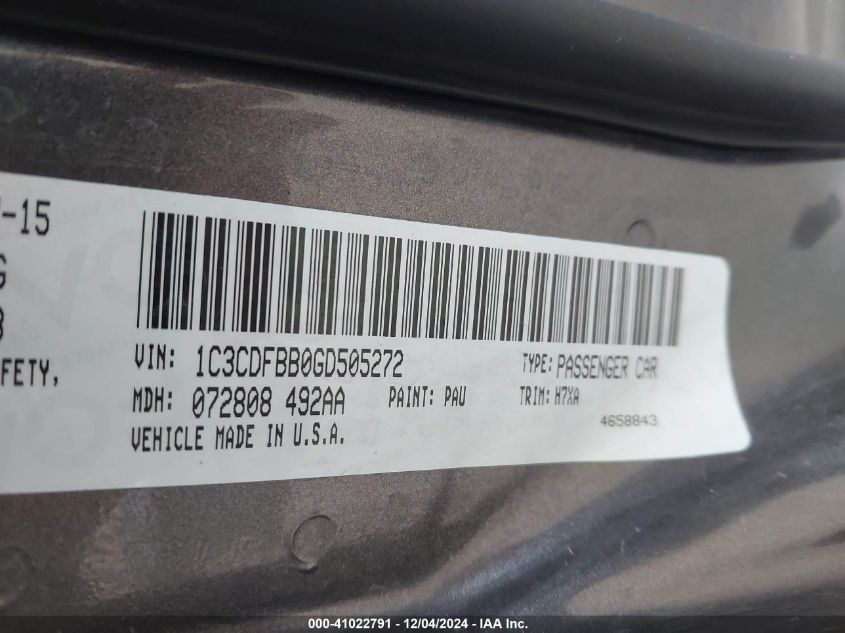 -15
G
FETY,
VIN: 1C3CDFBB0GD505272 TYPE: PASSENGER CAR
MDH: 072808 492AA PAINT: PAU TRIM: H7XA
4658843
VEHICLE MADE IN U.S.A.
000-41022791 - 12/04/2024 - IAA Inc.